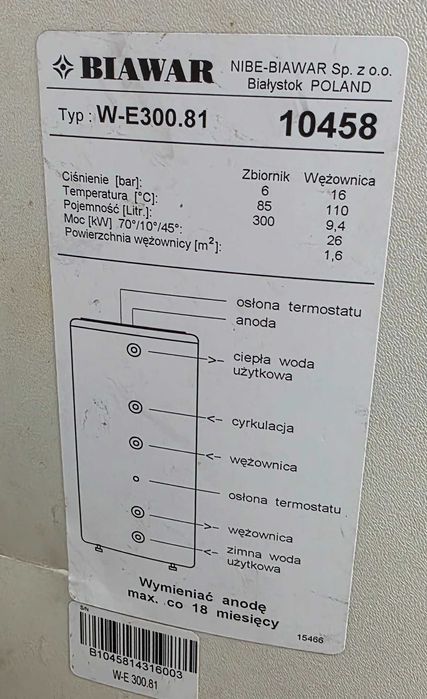 BIAWAR NIBE-BIAWAR Sp. z o.o.
Białystok POLAND
Typ : W-E300.81 10458
Zbiornik Wężownica
Ciśnienie [bar]: 6 16
Temperatura [°C]: 85 110
Pojemność [Litr]: 300 9,4
Moc [kW] 70°/10°/45°: 26
Powierzchnia wężownicy [m²]: 1,6
osłona termostatu
anoda
ciepła woda
użytkowa
cyrkulacja
wężownica
osłona termostatu
wężownica
zimna woda
użytkowa
Wymieniać anodę
max. co 18 miesięcy
15466
S/N
B1045814316003
W-E 300.81